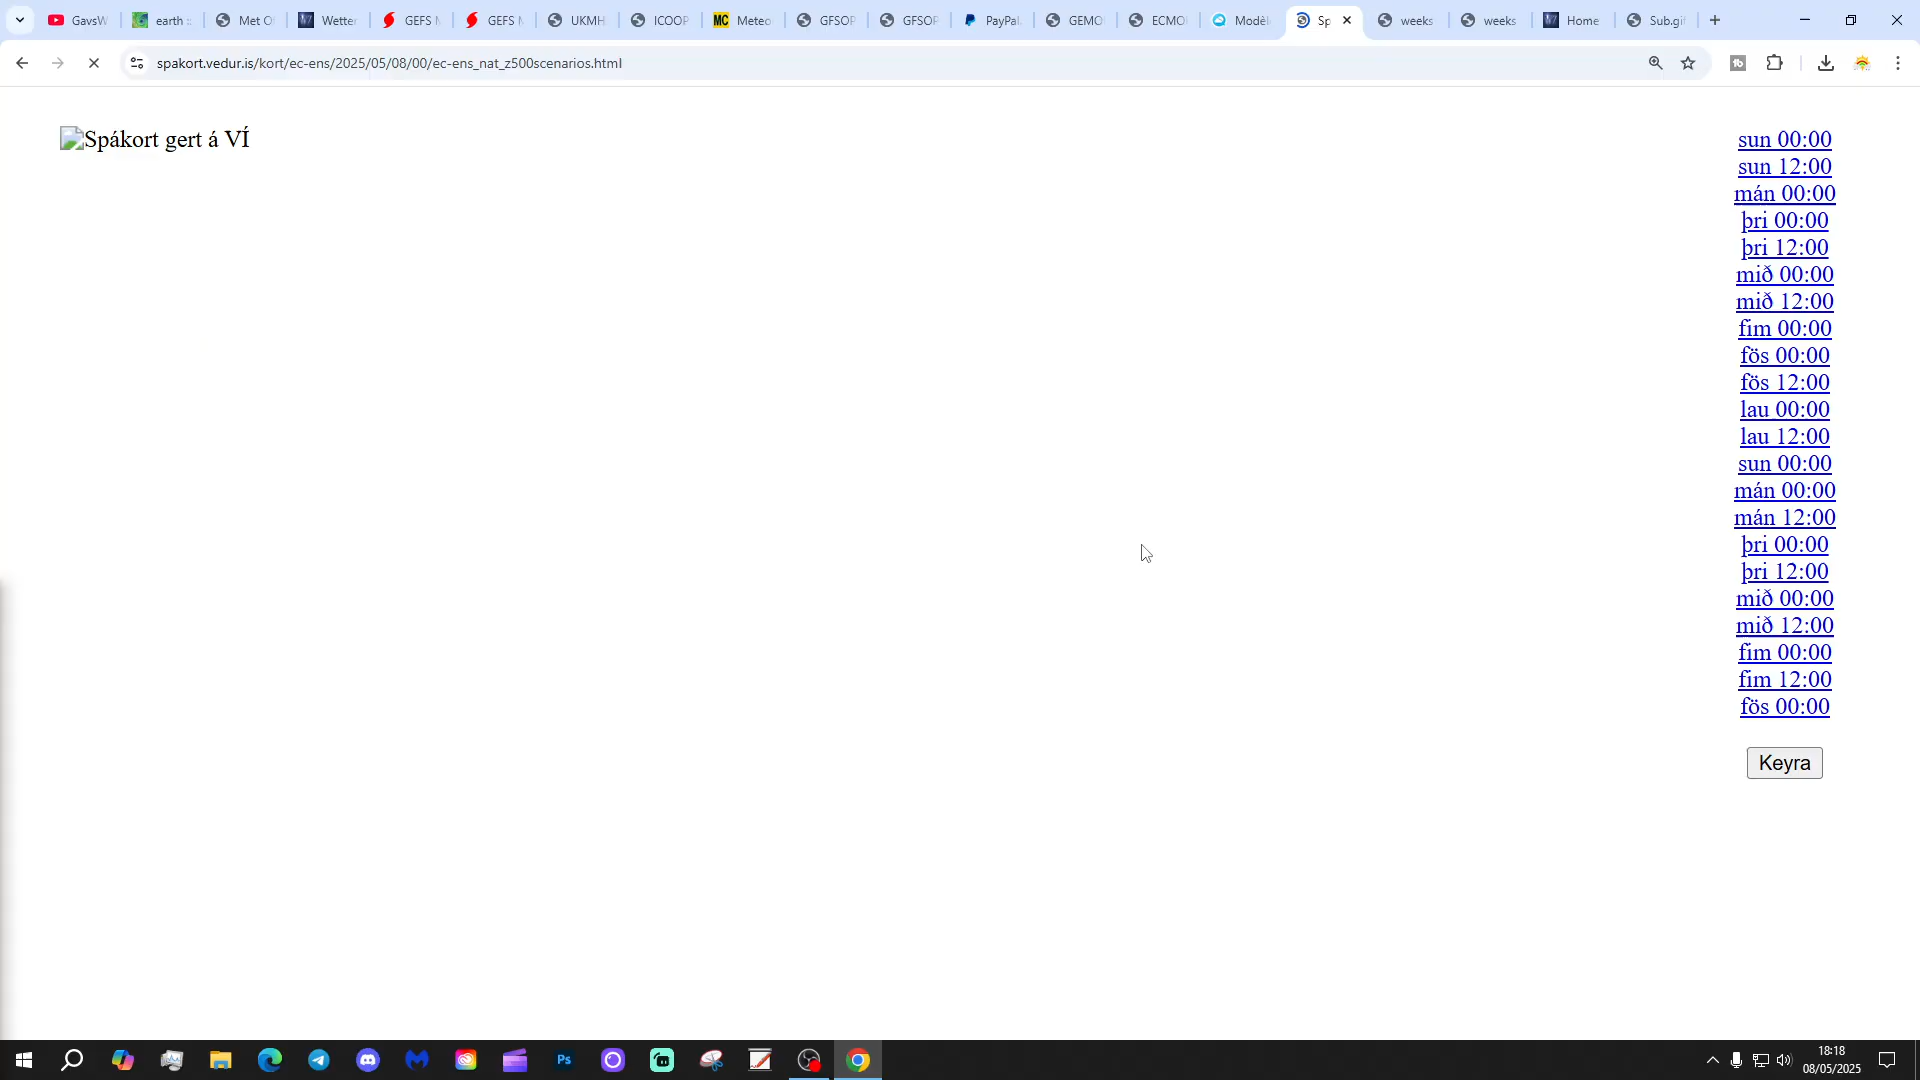 GavsW
earth :
Met O
Wette
GEFS M
GEFS M
UKMH
ICOOP
MC
Meteo
GFSOP
GFSOP
PayPal
GEMO
ECMO
Modèl
Sp
weeks
weeks
Home
Sub.gi
spakort.vedur.is/kort/ec-ens/2025/05/08/00/ec-ens_nat_z500scenarios.html
Spákort gert á VÍ
sun 00:00
sun 12:00
mán 00:00
þri 00:00
þri 12:00
mið 00:00
mið 12:00
fim 00:00
fös 00:00
fös 12:00
lau 00:00
lau 12:00
sun 00:00
mán 00:00
mán 12:00
þri 00:00
þri 12:00
mið 00:00
mið 12:00
fim 00:00
fim 12:00
fös 00:00
Keyra
Ps
18:18
08/05/2025